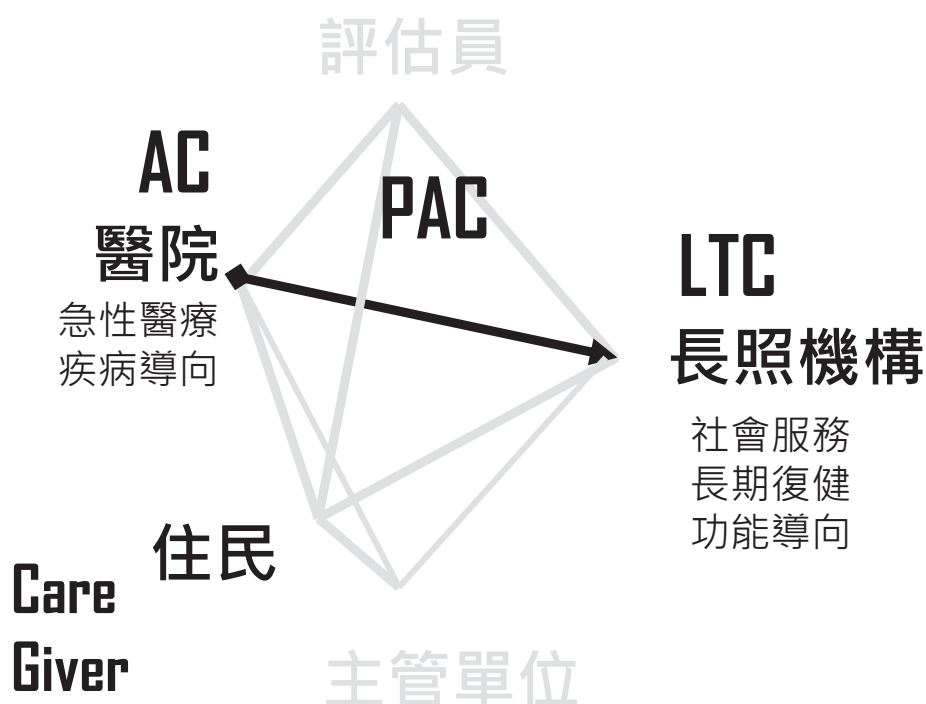 評估員
AC
醫院
急性醫療
疾病導向
PAC
LTC
長照機構
社會服務
長期復健
功能導向
住民
Care
Giver
主管單位